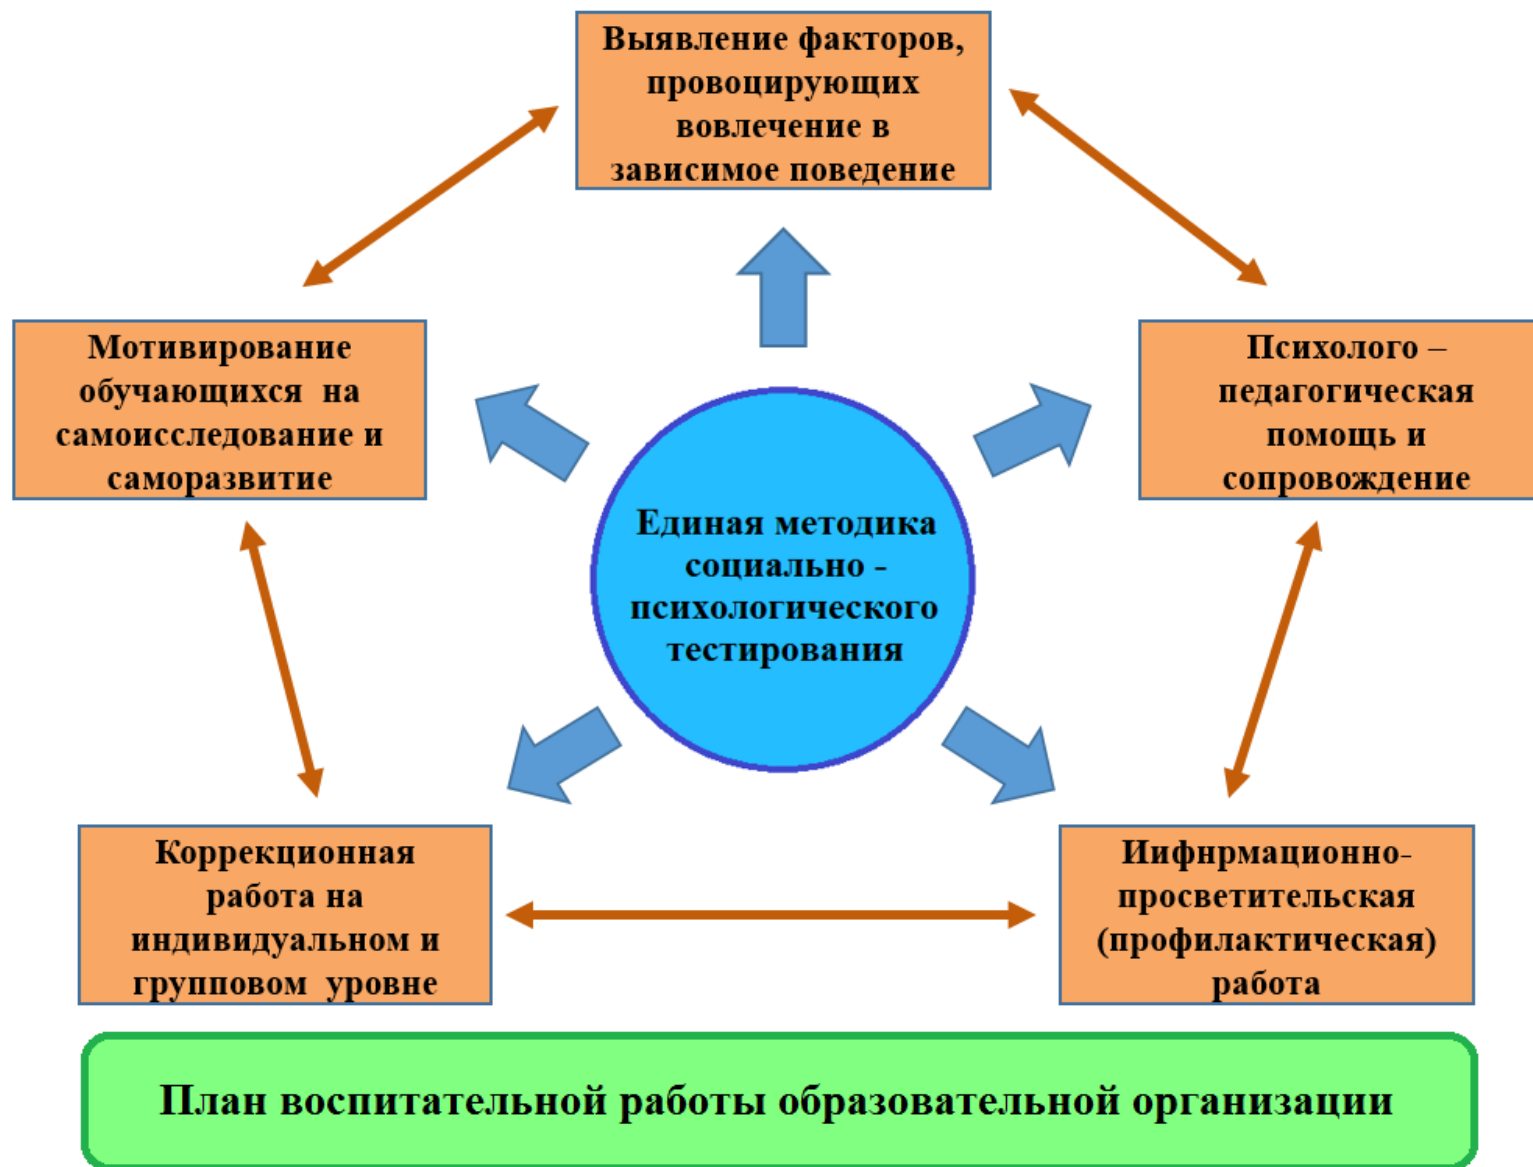 Выявление факторов,
провоцирующих
вовлечение в
зависимое поведение
Мотивирование
обучающихся на
самоисследование и
саморазвитие
Психолого –
педагогическая
помощь и
сопровождение
Единая методика
социально -
психологического
тестирования
Коррекционная
работа на
индивидуальном и
групповом уровне
Иифнрмационно-
просветительская
(профилактическая)
работа
План воспитательной работы образовательной организации